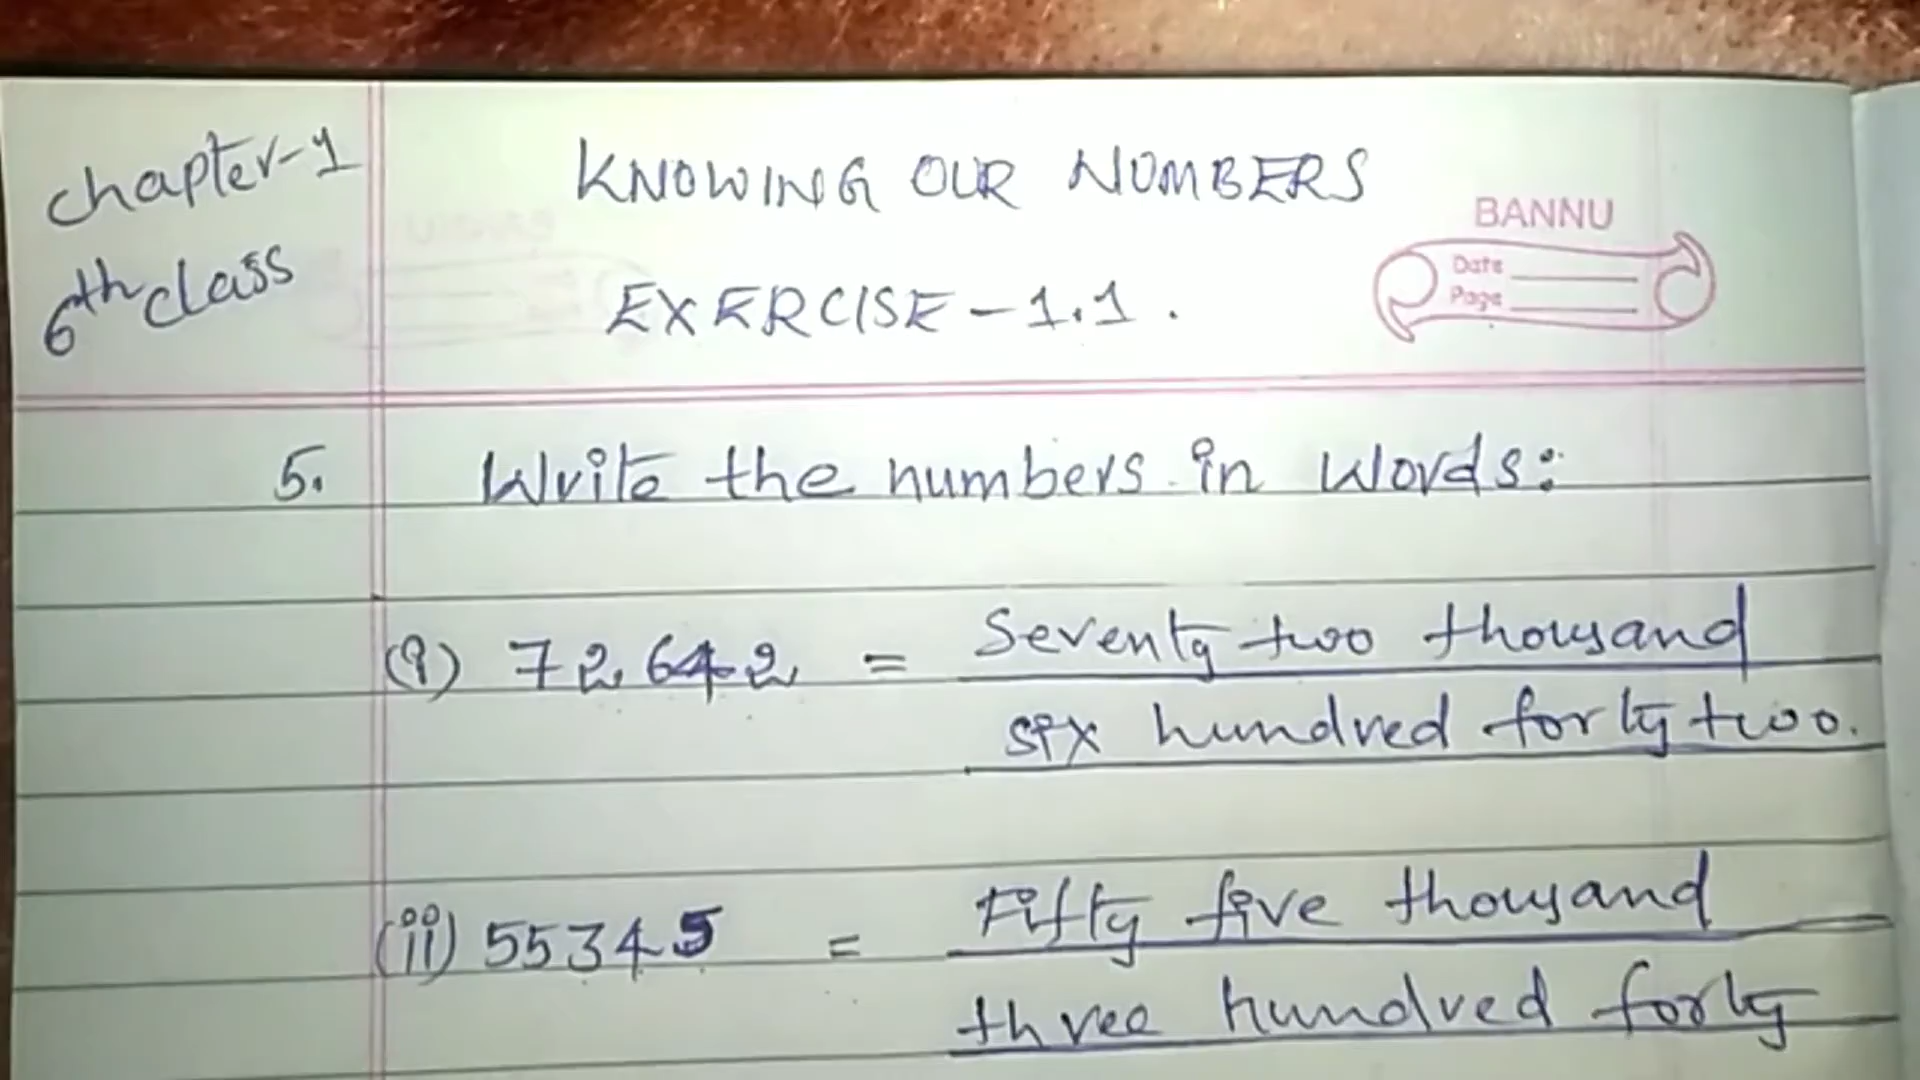 chapter-1
6th class
KNOWING OUR NUMBERS
EXERCISE-1.1.
BANNU
Date
Page
5. Write the numbers in words:
(i) 72,642 = Seventy two thousand
six hundred forty two.
(ii) 55345 = Fifty five thousand
three hundred forty